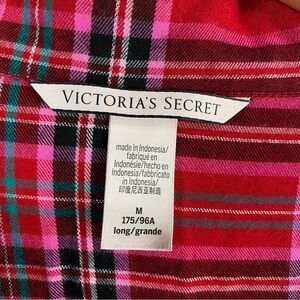 VICTORIA'S SECRET
made in Indonesia/
fabriqué en
Indonésie/hecho en
Indonesia/fabbricato
in Indonesia/
印度尼西亚制造
M
175/96A
long/grande